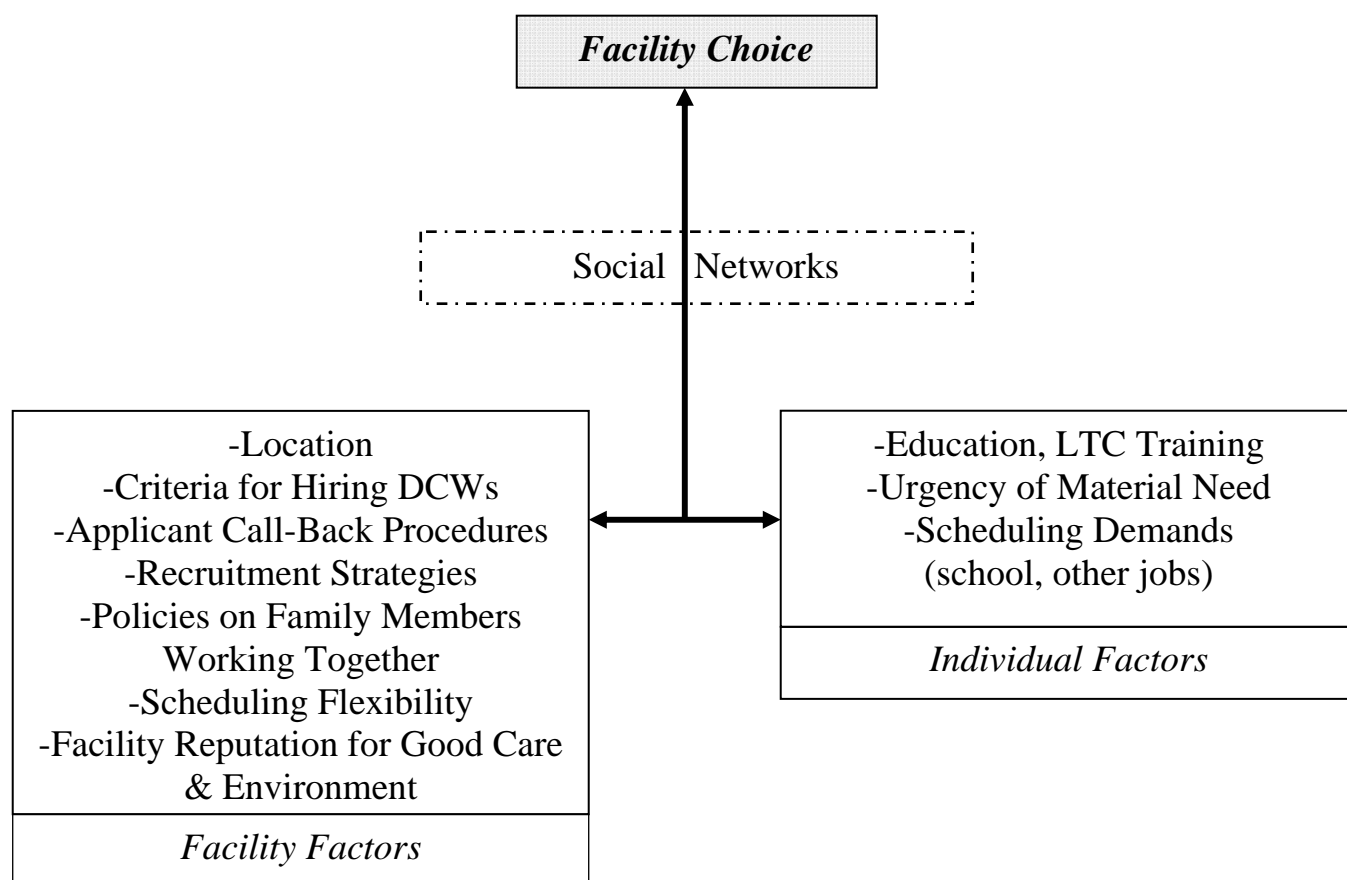 Facility Choice
Social Networks
-Location
-Criteria for Hiring DCWs
-Applicant Call-Back Procedures
-Recruitment Strategies
-Policies on Family Members
Working Together
-Scheduling Flexibility
-Facility Reputation for Good Care
& Environment
Facility Factors
-Education, LTC Training
-Urgency of Material Need
-Scheduling Demands
(school, other jobs)
Individual Factors